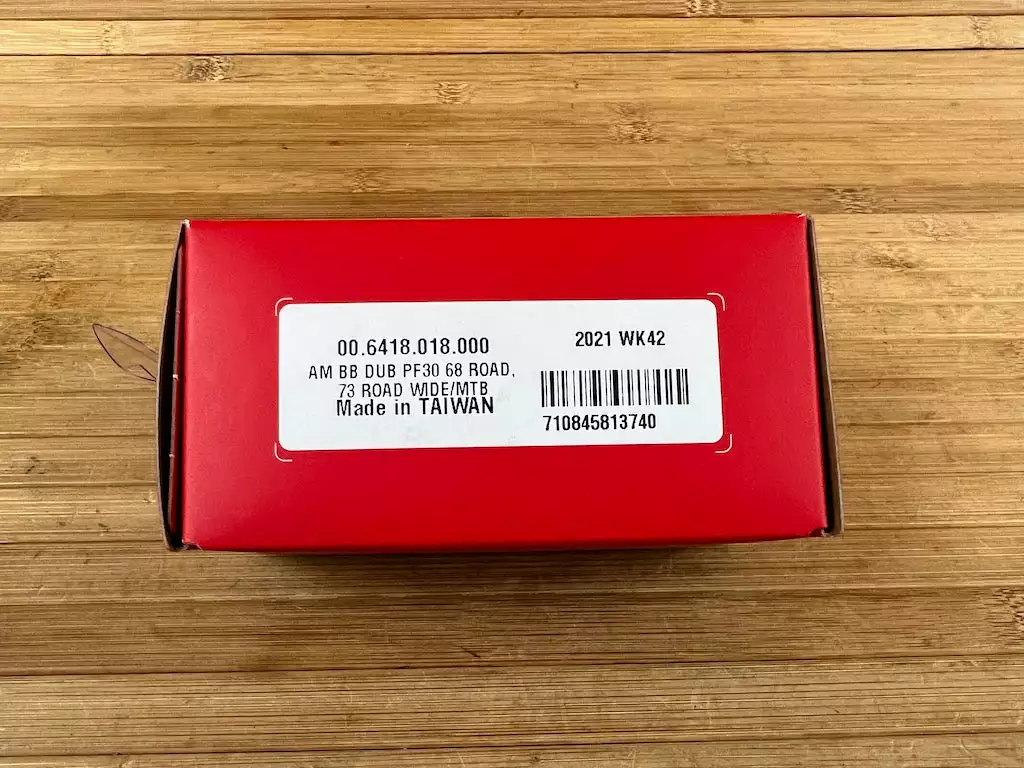 00.6418.018.000
AM BB DUB PF30 68 ROAD,
73 ROAD WIDE/MTB
Made in TAIWAN
2021 WK42
710845813740